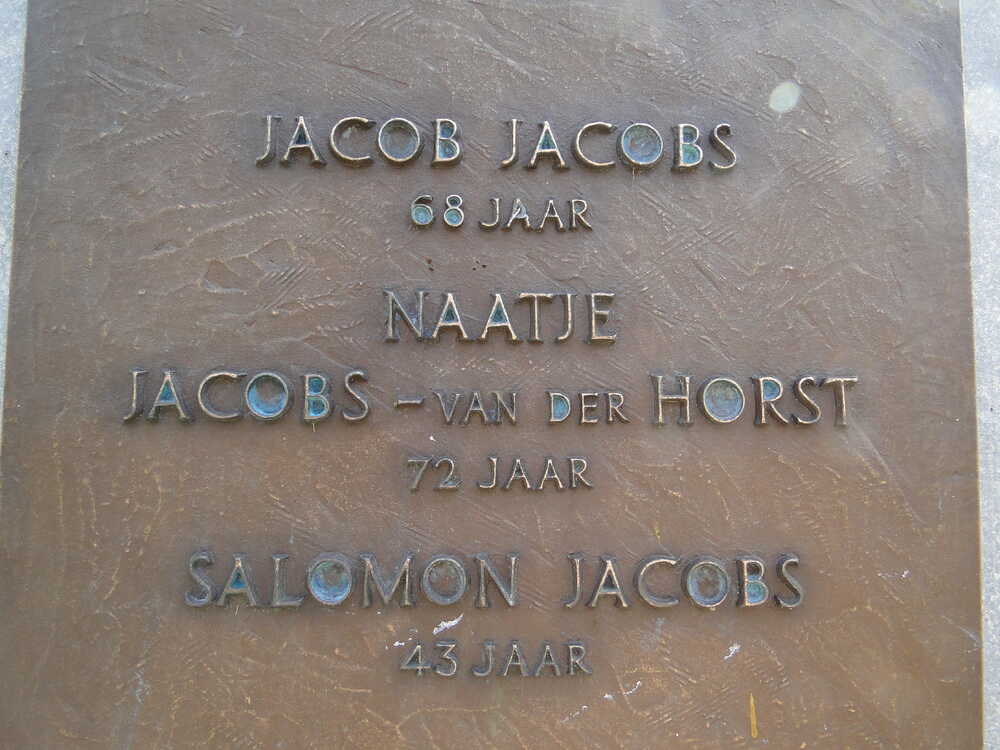 JACOB JACOBS
68 JAAR
NAATJE
JACOBS - VAN DER HORST
72 JAAR
SALOMON JACOBS
43 JAAR